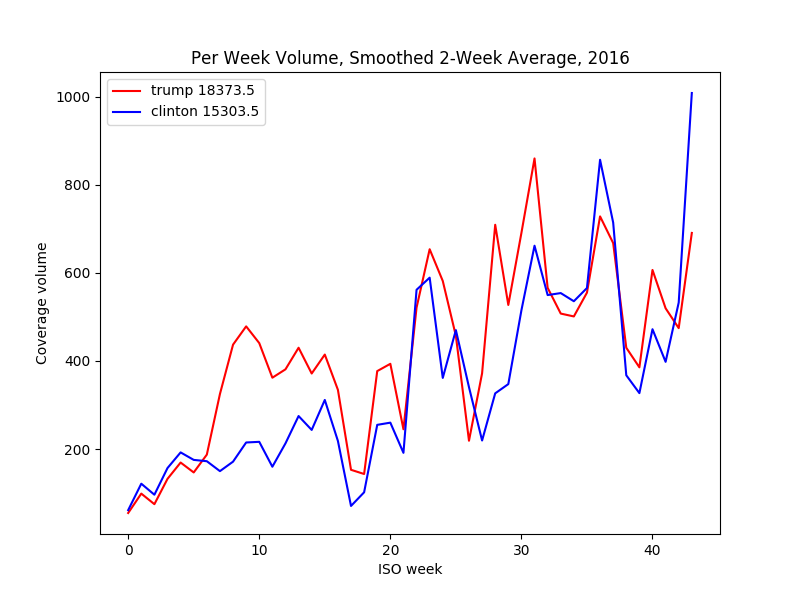 Per Week Volume, Smoothed 2-Week Average, 2016
trump 18373.5
clinton 15303.5
Coverage volume
1000
800
600
400
200
0 10 20 30 40
ISO week